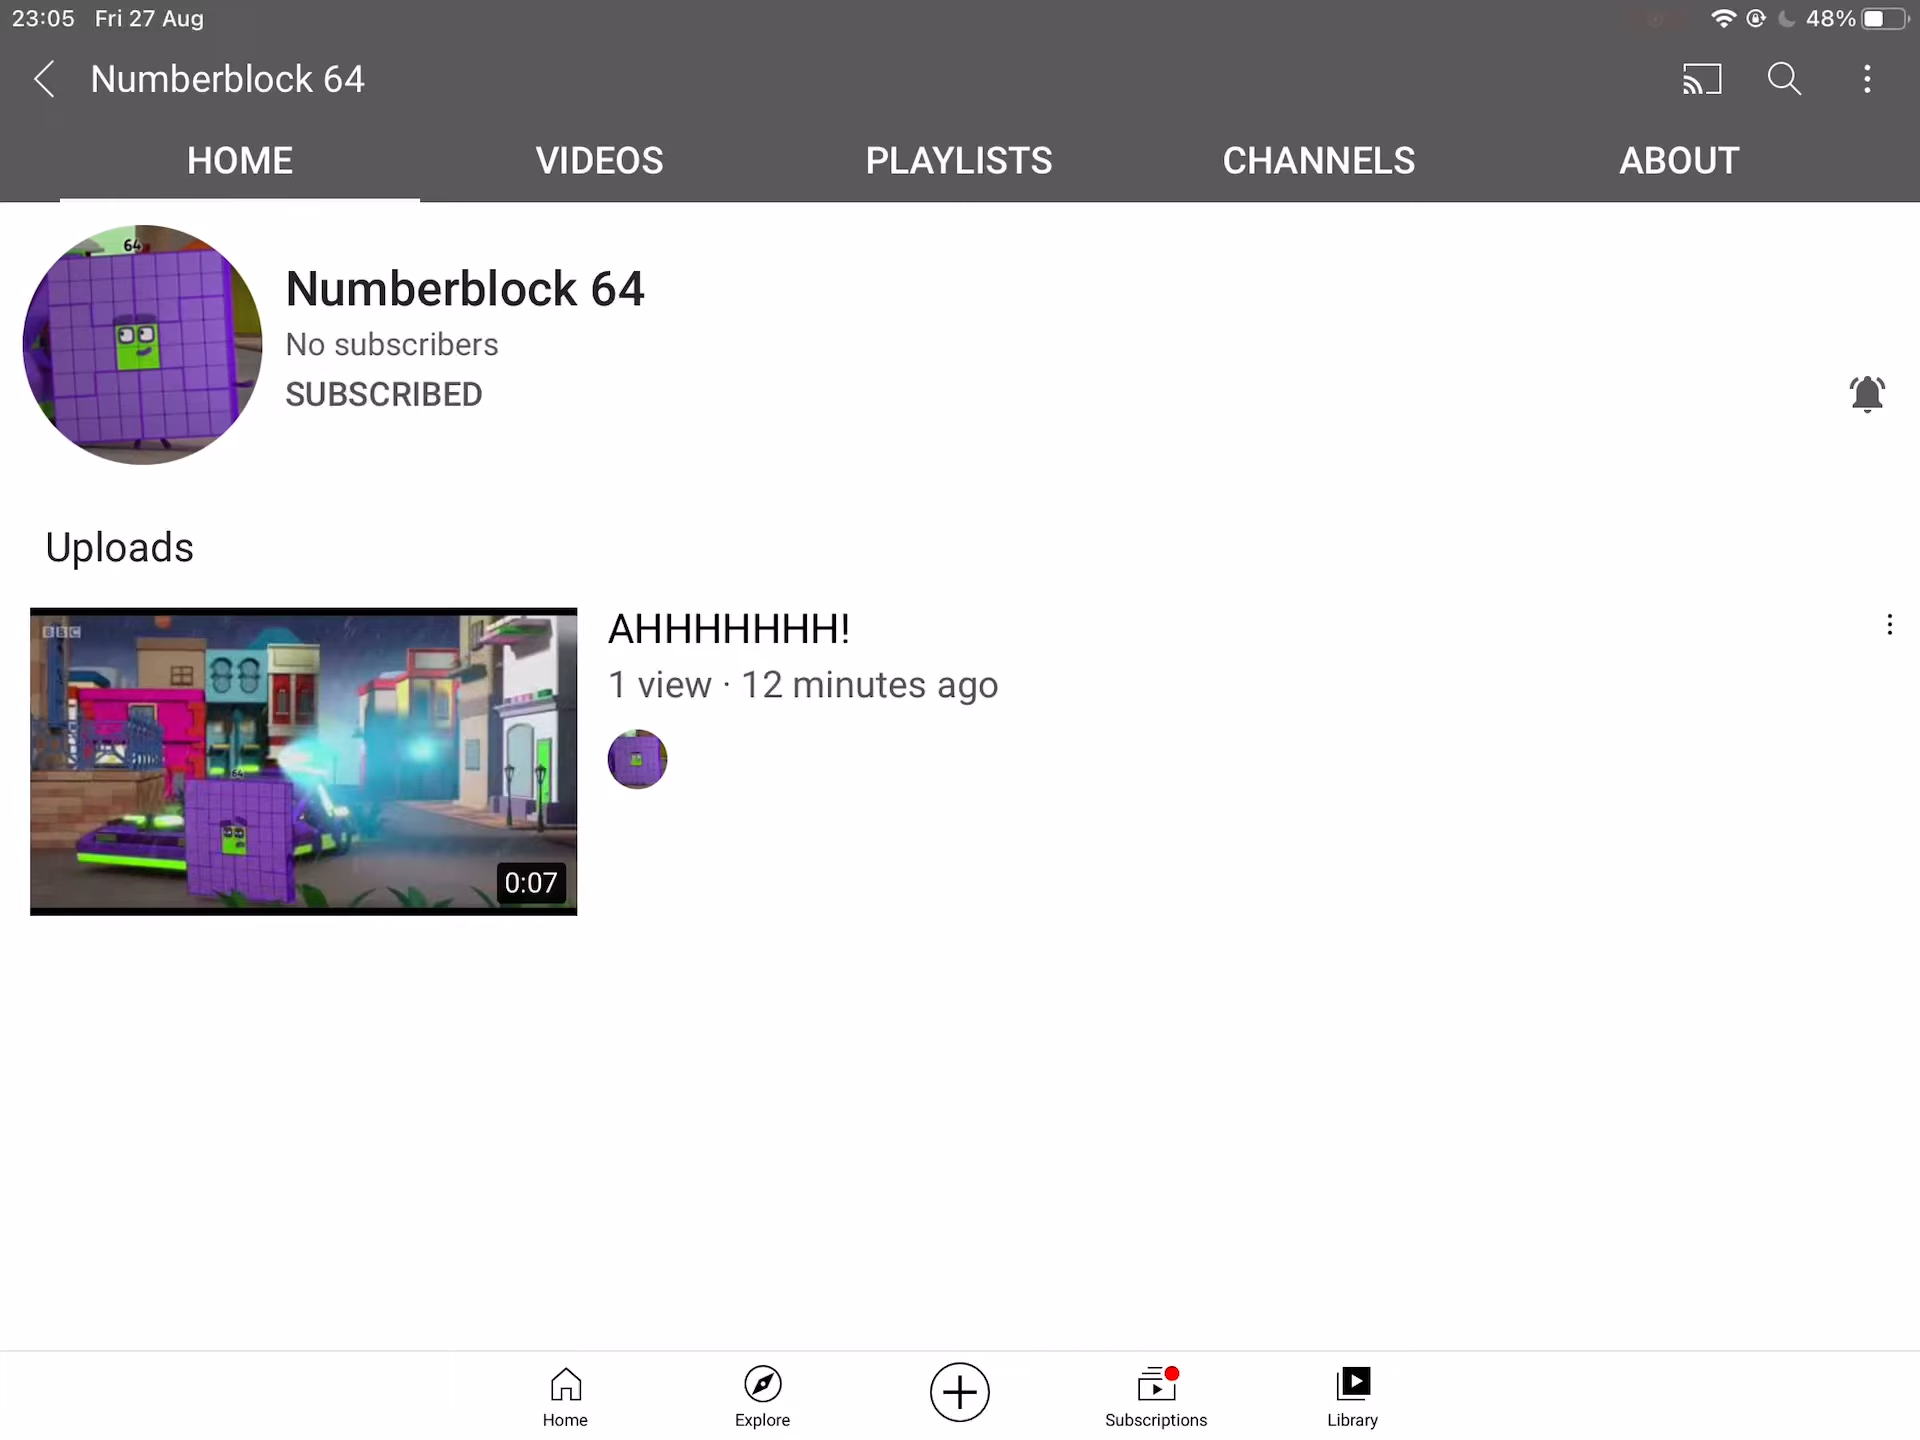 23:05 Fri 27 Aug
48%
Numberblock 64
HOME VIDEOS PLAYLISTS CHANNELS ABOUT
64
Numberblock 64
No subscribers
SUBSCRIBED
Uploads
BBC
64
0:07
AHHHHHHH!
1 view · 12 minutes ago
Home Explore Subscriptions Library